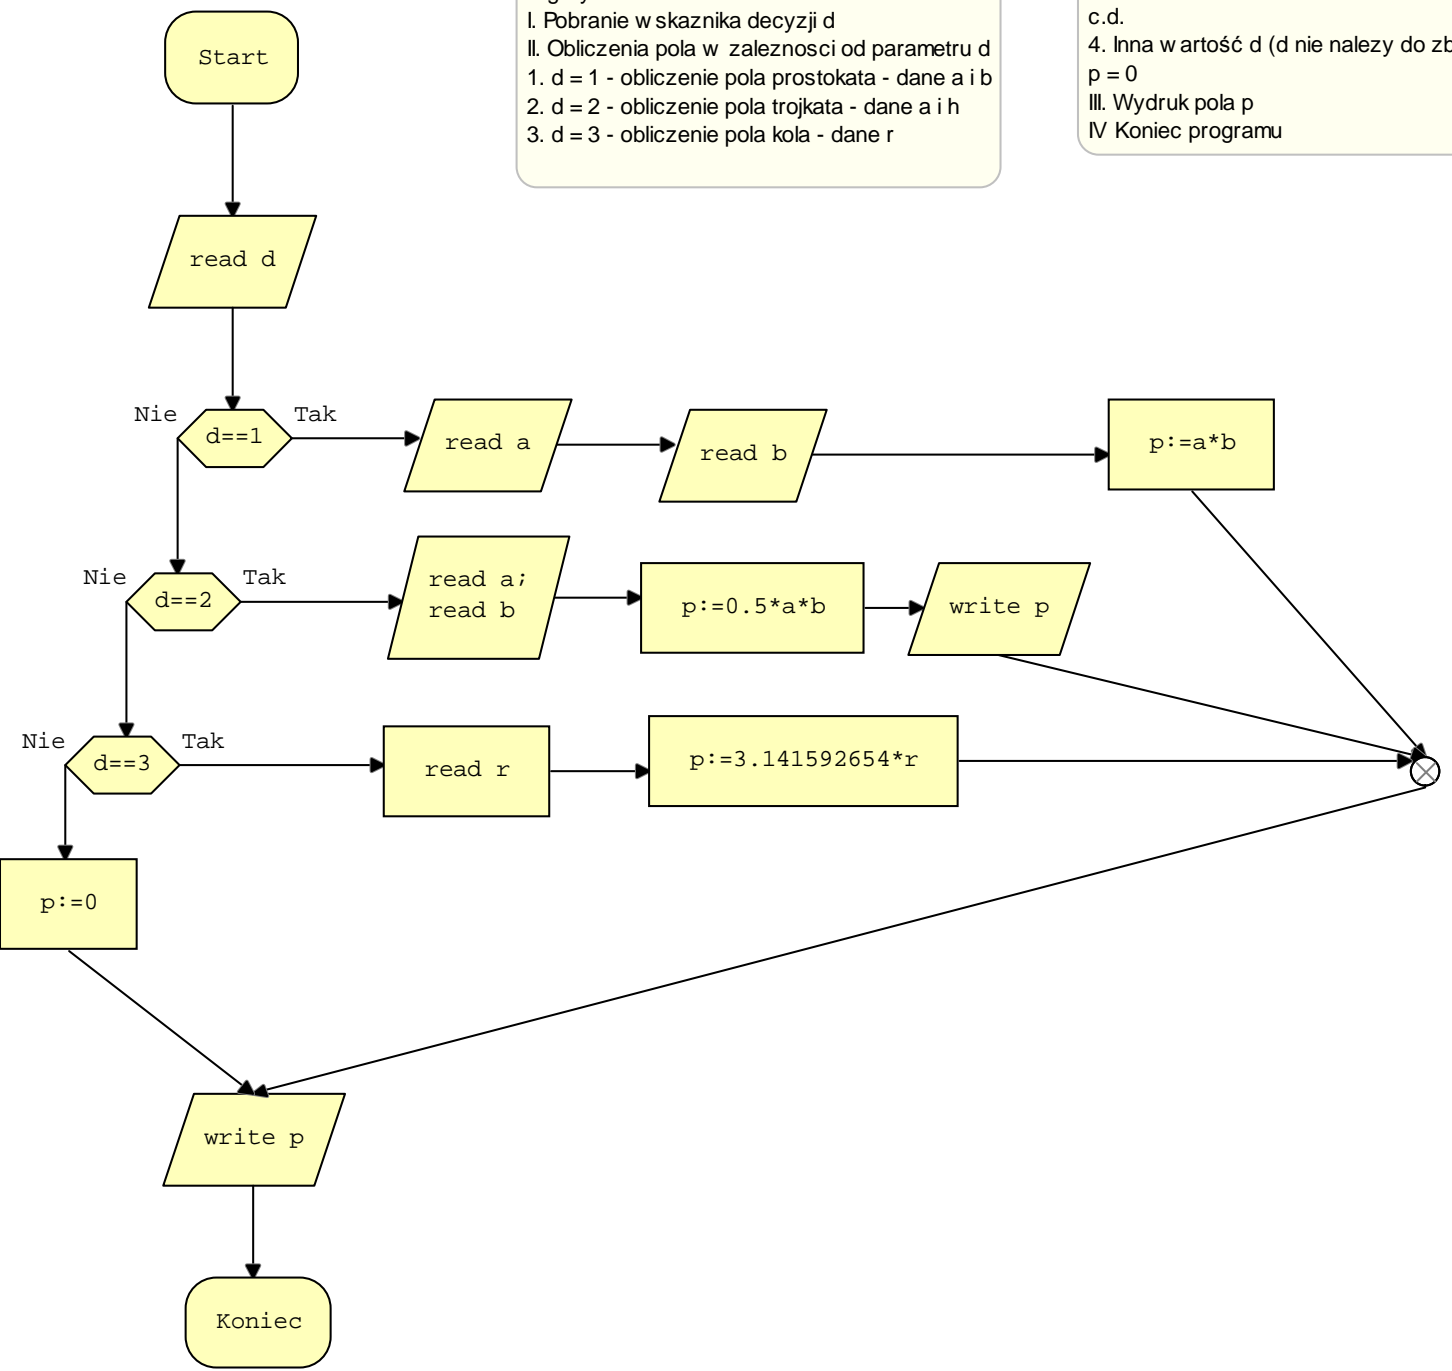 I. Pobranie wskaznika decyzji d
II. Obliczenia pola w zaleznosci od parametru d
1. d = 1 - obliczenie pola prostokata - dane a i b
2. d = 2 - obliczenie pola trojkata - dane a i h
3. d = 3 - obliczenie pola kola - dane r
c.d.
4. Inna wartość d (d nie nalezy do
p = 0
III. Wydruk pola p
IV Koniec programu
Start
read d
Nie
d==1
Tak
read a
read b
p:=a*b
Nie
d==2
Tak
read a;
read b
p:=0.5*a*b
write p
Nie
d==3
Tak
read r
p:=3.141592654*r
p:=0
write p
Koniec